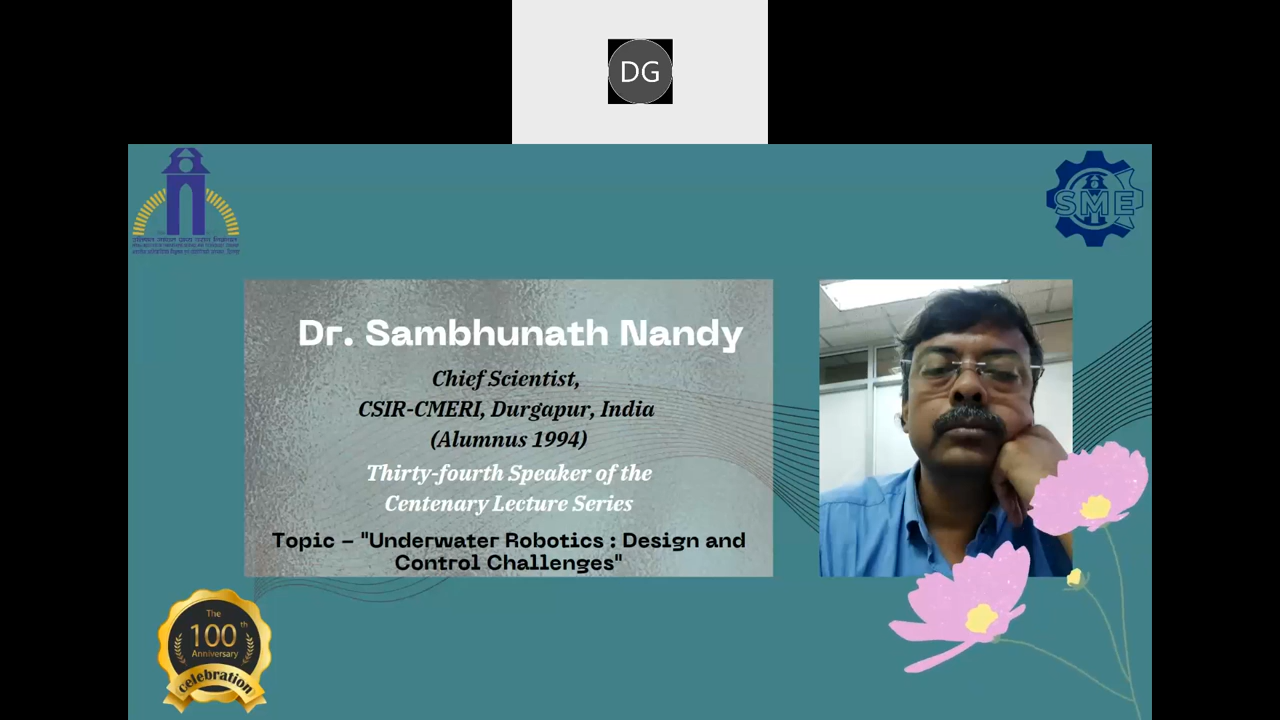 DG
SME
Dr. Sambhunath Nandy
Chief Scientist,
CSIR-CMERI, Durgapur, India
(Alumnus 1994)
Thirty-fourth Speaker of the
Centenary Lecture Series
Topic – "Underwater Robotics : Design and
Control Challenges"
The
100th
Anniversary
celebration